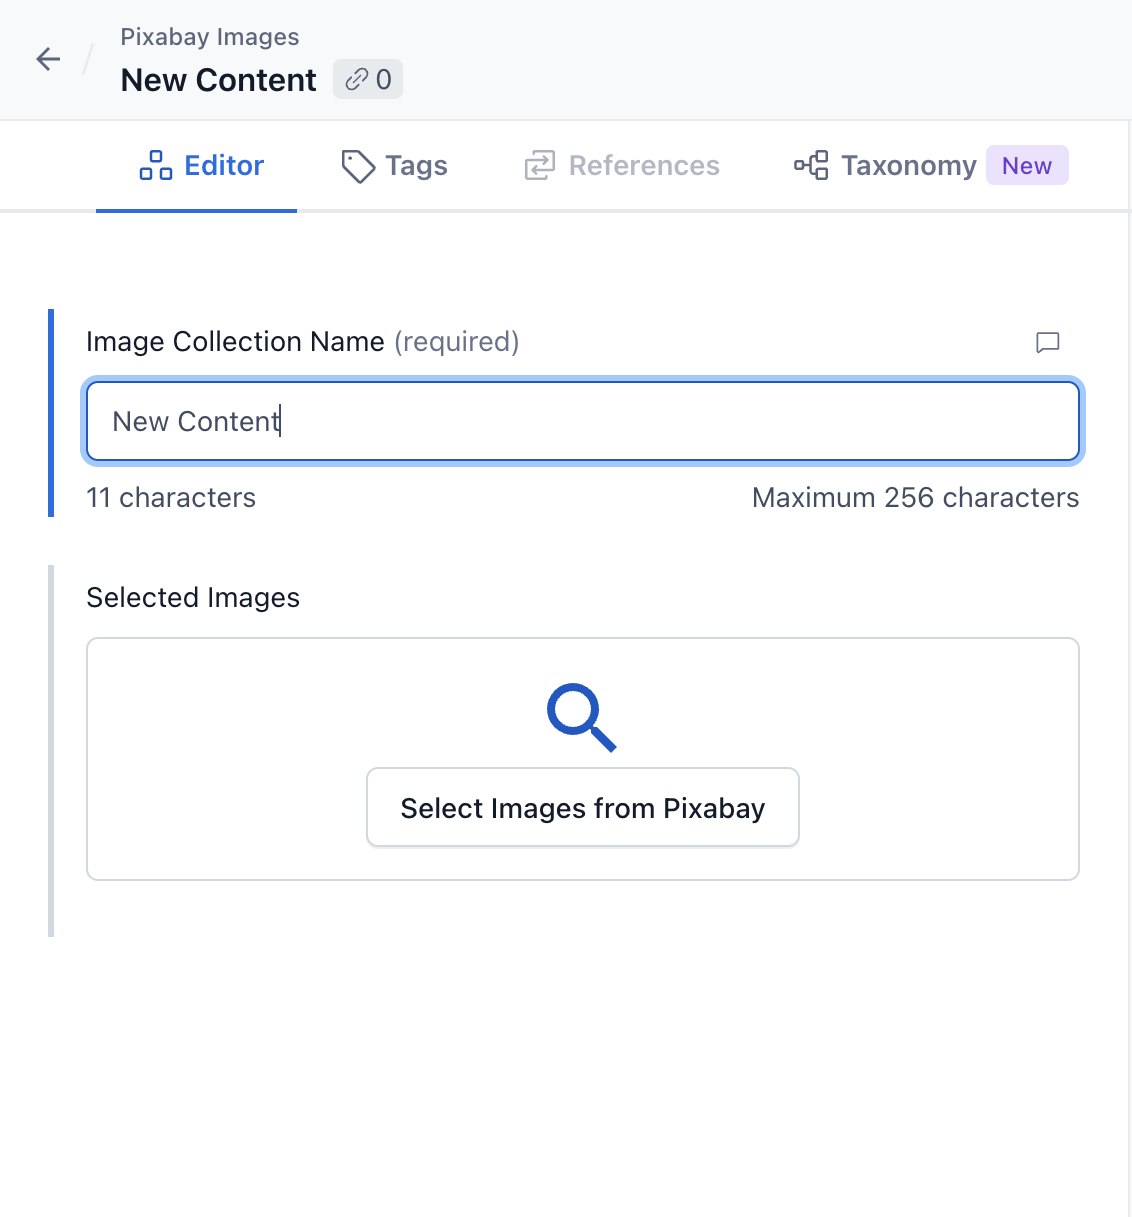 Pixabay Images
New Content 0
Editor Tags References Taxonomy New
Image Collection Name (required)
New Content
11 characters Maximum 256 characters
Selected Images
Select Images from Pixabay